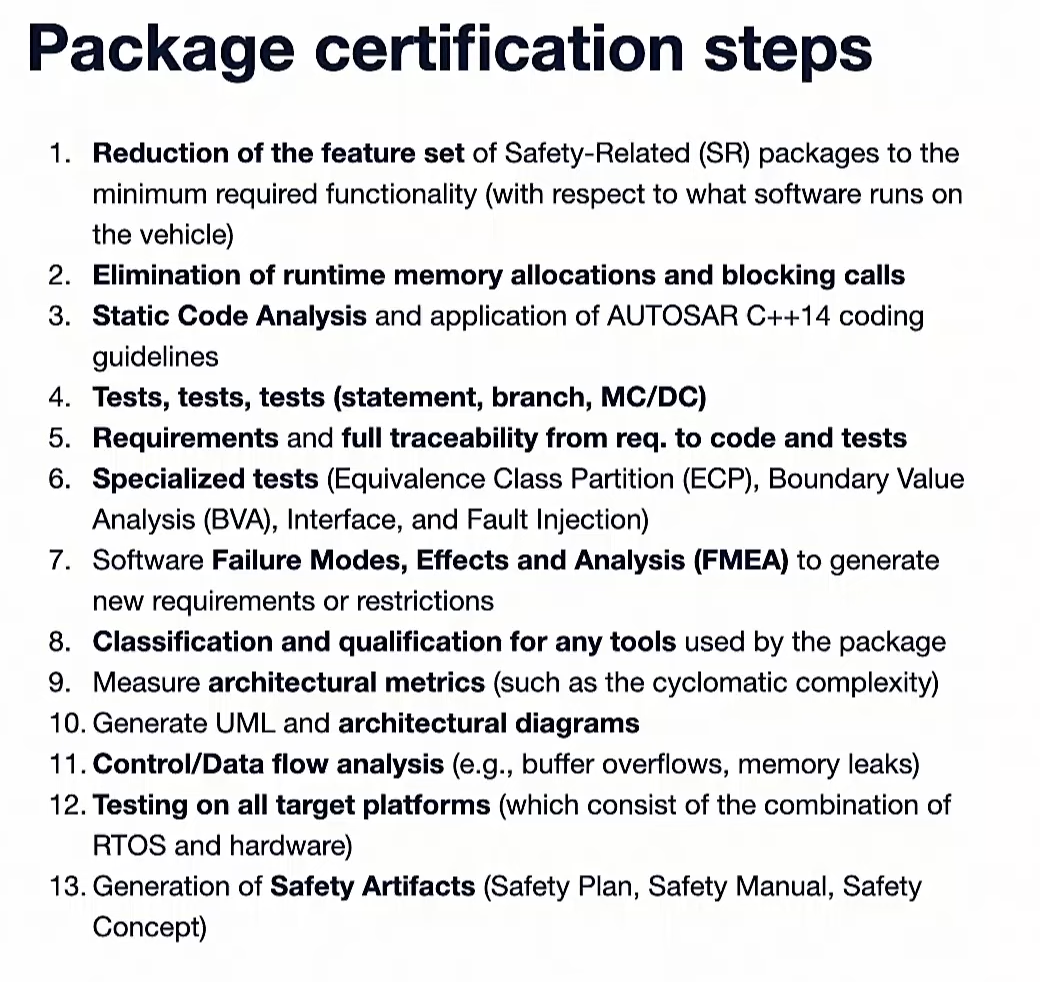 Package certification steps
1. Reduction of the feature set of Safety-Related (SR) packages to the
minimum required functionality (with respect to what software runs on
the vehicle)
2. Elimination of runtime memory allocations and blocking calls
3. Static Code Analysis and application of AUTOSAR C++14 coding
guidelines
4. Tests, tests, tests (statement, branch, MC/DC)
5. Requirements and full traceability from req. to code and tests
6. Specialized tests (Equivalence Class Partition (ECP), Boundary Value
Analysis (BVA), Interface, and Fault Injection)
7. Software Failure Modes, Effects and Analysis (FMEA) to generate
new requirements or restrictions
8. Classification and qualification for any tools used by the package
9. Measure architectural metrics (such as the cyclomatic complexity)
10. Generate UML and architectural diagrams
11. Control/Data flow analysis (e.g., buffer overflows, memory leaks)
12. Testing on all target platforms (which consist of the combination of
RTOS and hardware)
13. Generation of Safety Artifacts (Safety Plan, Safety Manual, Safety
Concept)